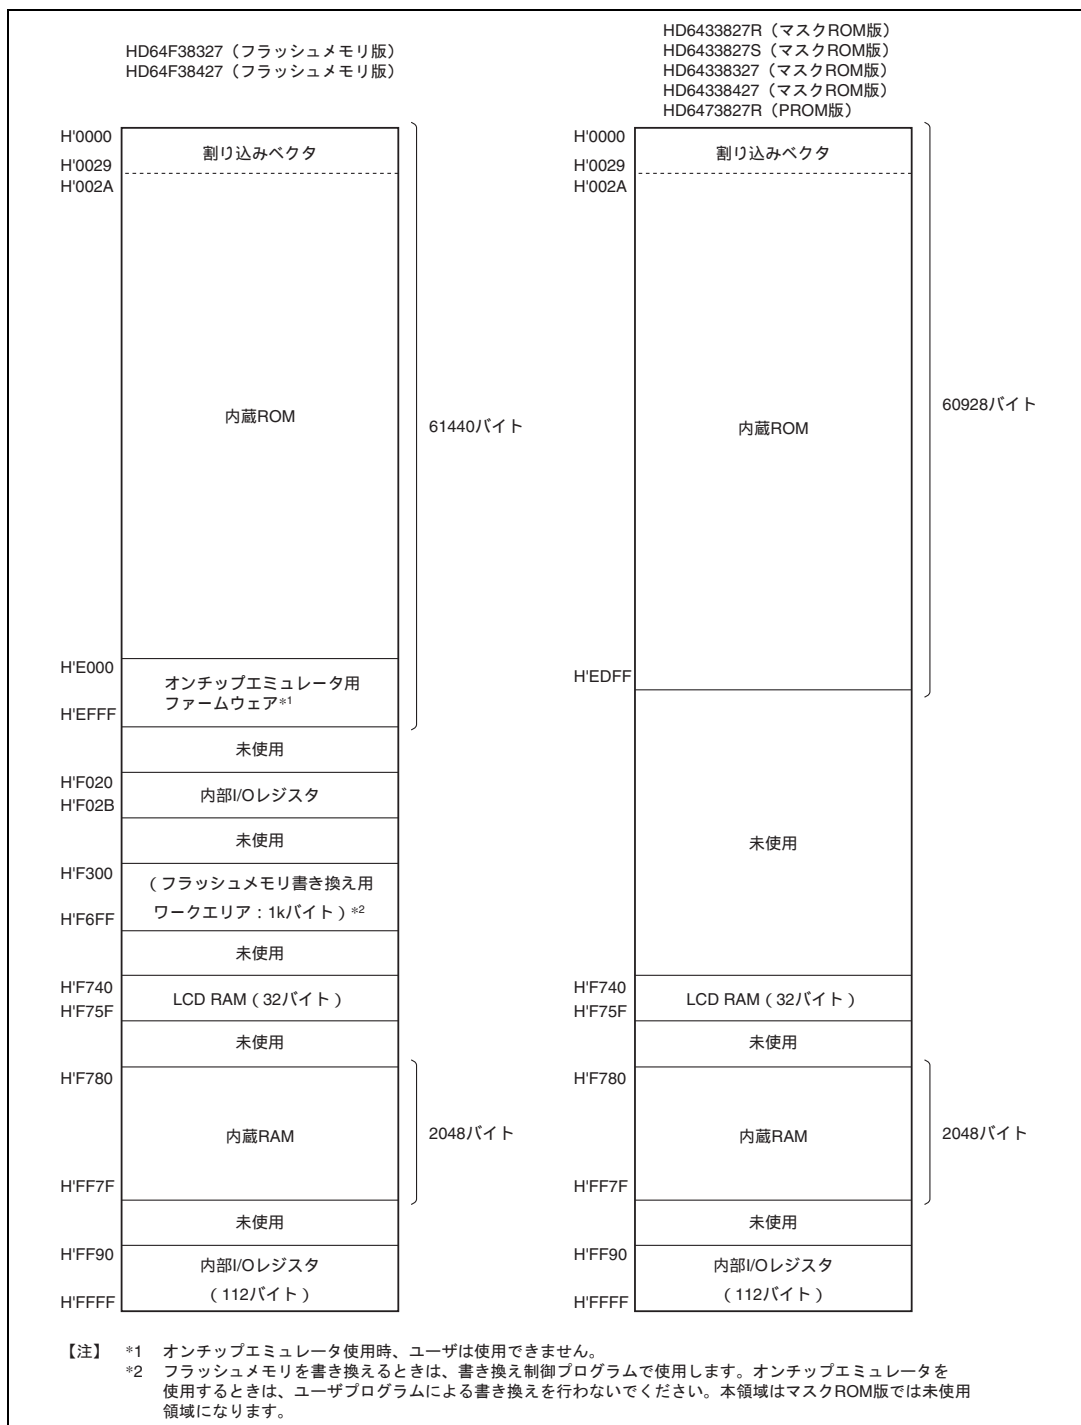 HD64F38327（フラッシュメモリ版）
HD64F38427（フラッシュメモリ版）
H'0000
割り込みベクタ
H'0029
H'002A
内蔵ROM
61440バイト
H'E000
オンチップエミュレータ用
ファームウェア*1
H'EFFF
未使用
H'F020
内部I/Oレジスタ
H'F02B
未使用
H'F300
（フラッシュメモリ書き換え用
ワークエリア：1kバイト）*2
H'F6FF
未使用
H'F740
LCD RAM（32バイト）
H'F75F
未使用
H'F780
内蔵RAM
2048バイト
H'FF7F
未使用
H'FF90
内部I/Oレジスタ
（112バイト）
H'FFFF
HD6433827R（マスクROM版）
HD6433827S（マスクROM版）
HD64338327（マスクROM版）
HD64338427（マスクROM版）
HD6473827R（PROM版）
H'0000
割り込みベクタ
H'0029
H'002A
内蔵ROM
60928バイト
H'EDFF
未使用
H'F740
LCD RAM（32バイト）
H'F75F
未使用
H'F780
内蔵RAM
2048バイト
H'FF7F
未使用
H'FF90
内部I/Oレジスタ
（112バイト）
H'FFFF
【注】 *1 オンチップエミュレータ使用時、ユーザは使用できません。
*2 フラッシュメモリを書き換えるときは、書き換え制御プログラムで使用します。オンチップエミュレータを
使用するときは、ユーザプログラムによる書き換えを行わないでください。本領域はマスクROM版では未使用
領域になります。